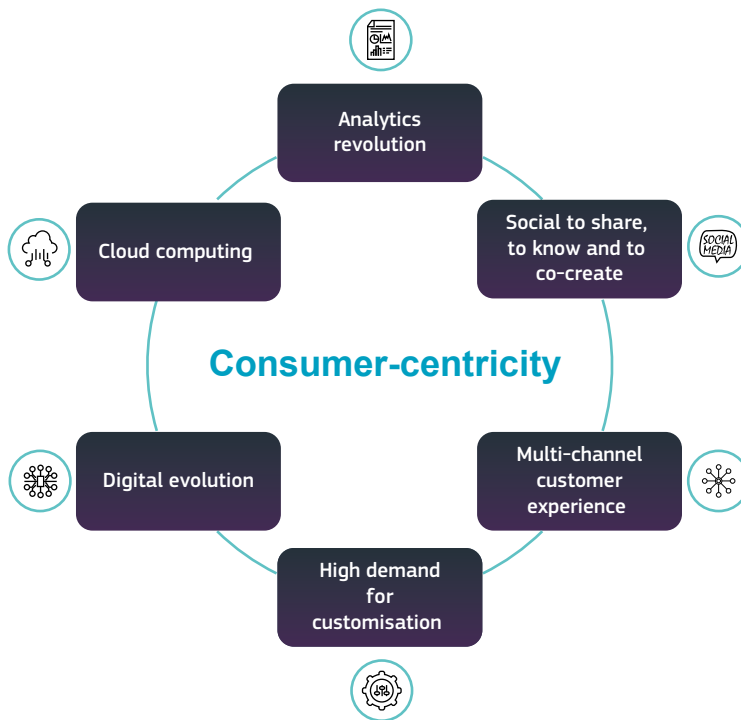 Analytics
revolution
Social to share,
to know and to
co-create
SOCIAL
MEDIA
Cloud computing
Consumer-centricity
Multi-channel
customer
experience
Digital evolution
High demand
for
customisation